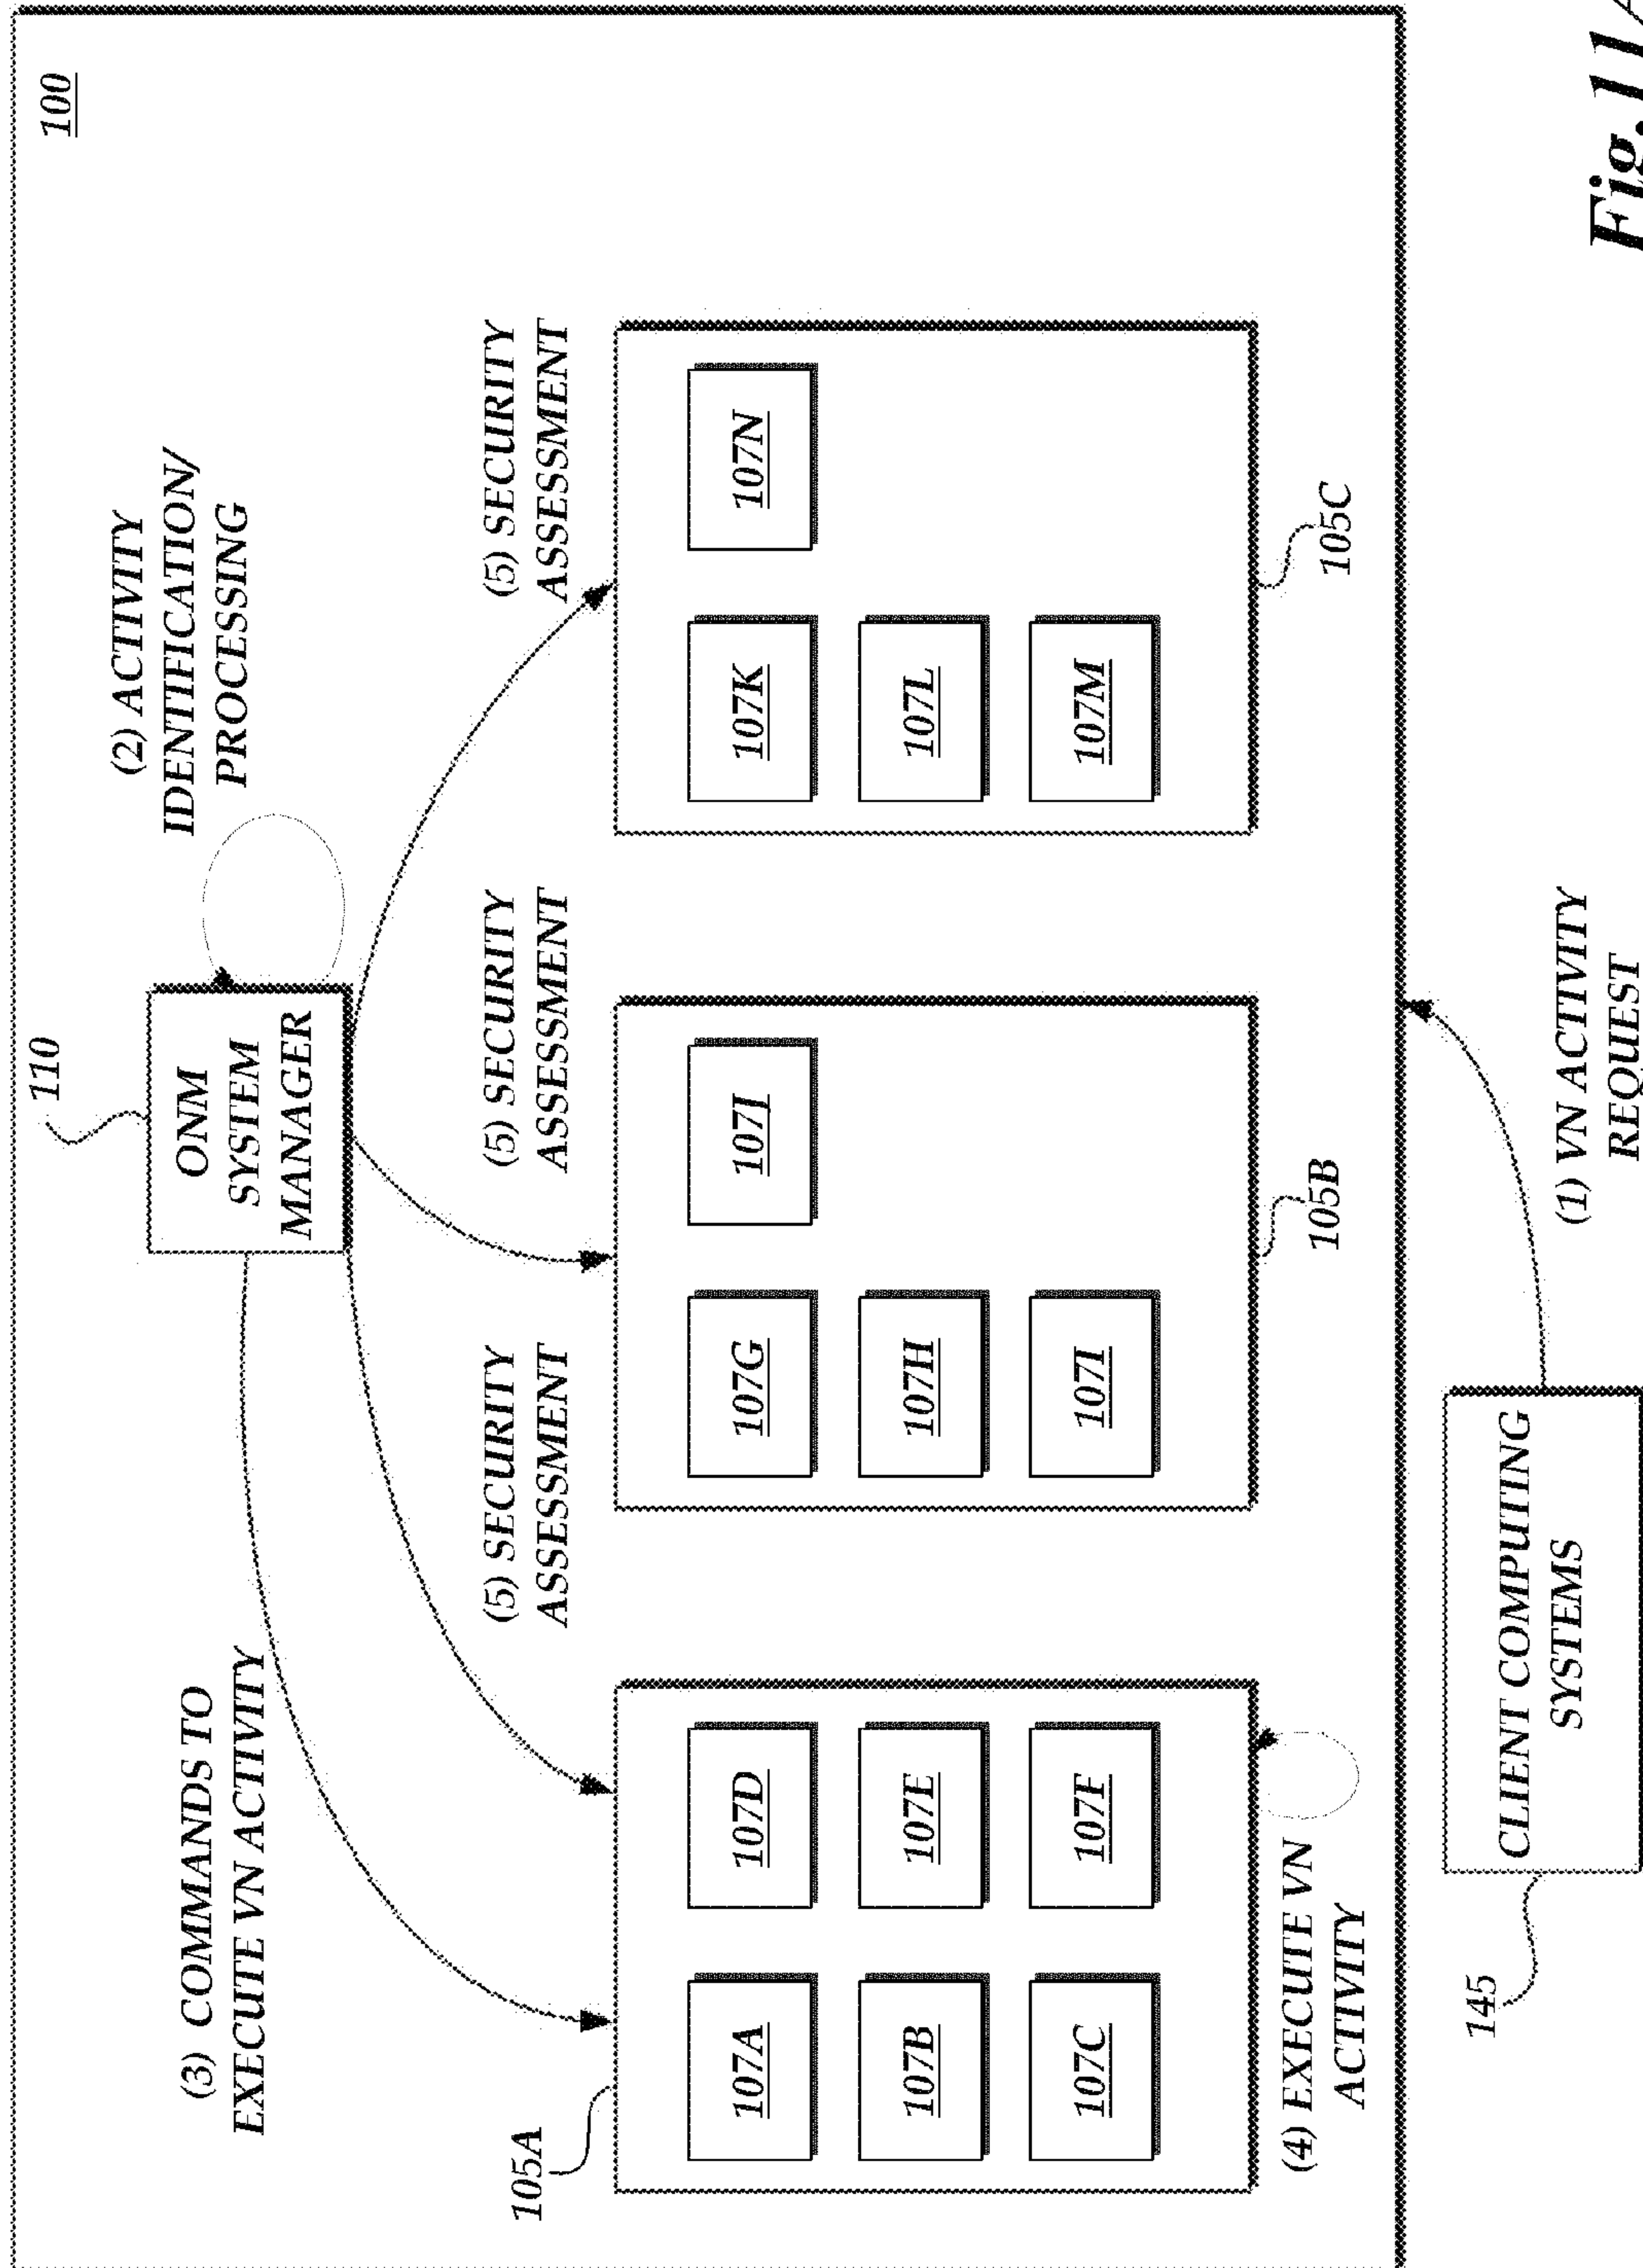 100
110
ONM
SYSTEM
MANAGER
(2) ACTIVITY
IDENTIFICATION/
PROCESSING
(3) COMMANDS TO
EXECUTE VN ACTIVITY
105A
(5) SECURITY
ASSESSMENT
(5) SECURITY
ASSESSMENT
(5) SECURITY
ASSESSMENT
107A
107D
107B
107E
107C
107F
107G
107J
107H
107I
107K
107N
107L
107M
(4) EXECUTE VN
ACTIVITY
105B
105C
145
CLIENT COMPUTING
SYSTEMS
(1) VN ACTIVITY
REQUEST
Fig.11A